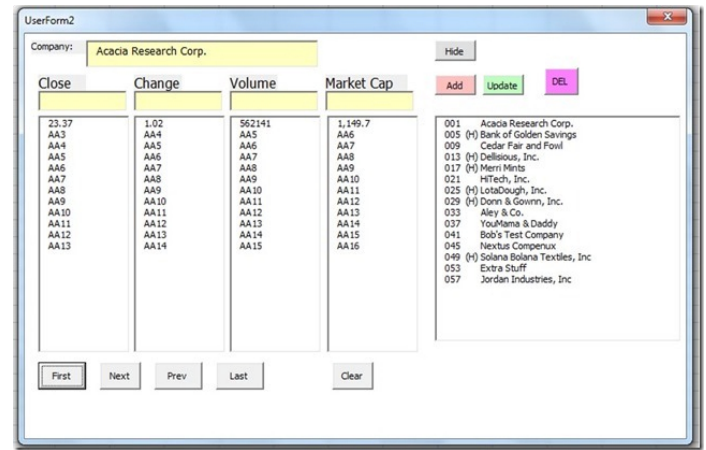 UserForm2
Company: Acacia Research Corp. Hide
Close Change Volume Market Cap Add Update DEL
23.37 1.02 562141 1,149.7
AA3 AA4 AA5 AA6
AA4 AA5 AA6 AA7
AA5 AA6 AA7 AA8
AA6 AA7 AA8 AA9
AA7 AA8 AA9 AA10
AA8 AA9 AA10 AA11
AA9 AA10 AA11 AA12
AA10 AA11 AA12 AA13
AA11 AA12 AA13 AA14
AA12 AA13 AA14 AA15
AA13 AA14 AA15 AA16
001 Acacia Research Corp.
005 (H) Bank of Golden Savings
009 Cedar Fair and Fowl
013 (H) Dellisious, Inc.
017 (H) Merri Mints
021 HiTech, Inc.
025 (H) LotaDough, Inc.
029 (H) Donn & Gownn, Inc.
033 Aley & Co.
037 YouMama & Daddy
041 Bob's Test Company
045 Nextus Compenux
049 (H) Solana Bolana Textiles, Inc
053 Extra Stuff
057 Jordan Industries, Inc
First Next Prev Last Clear